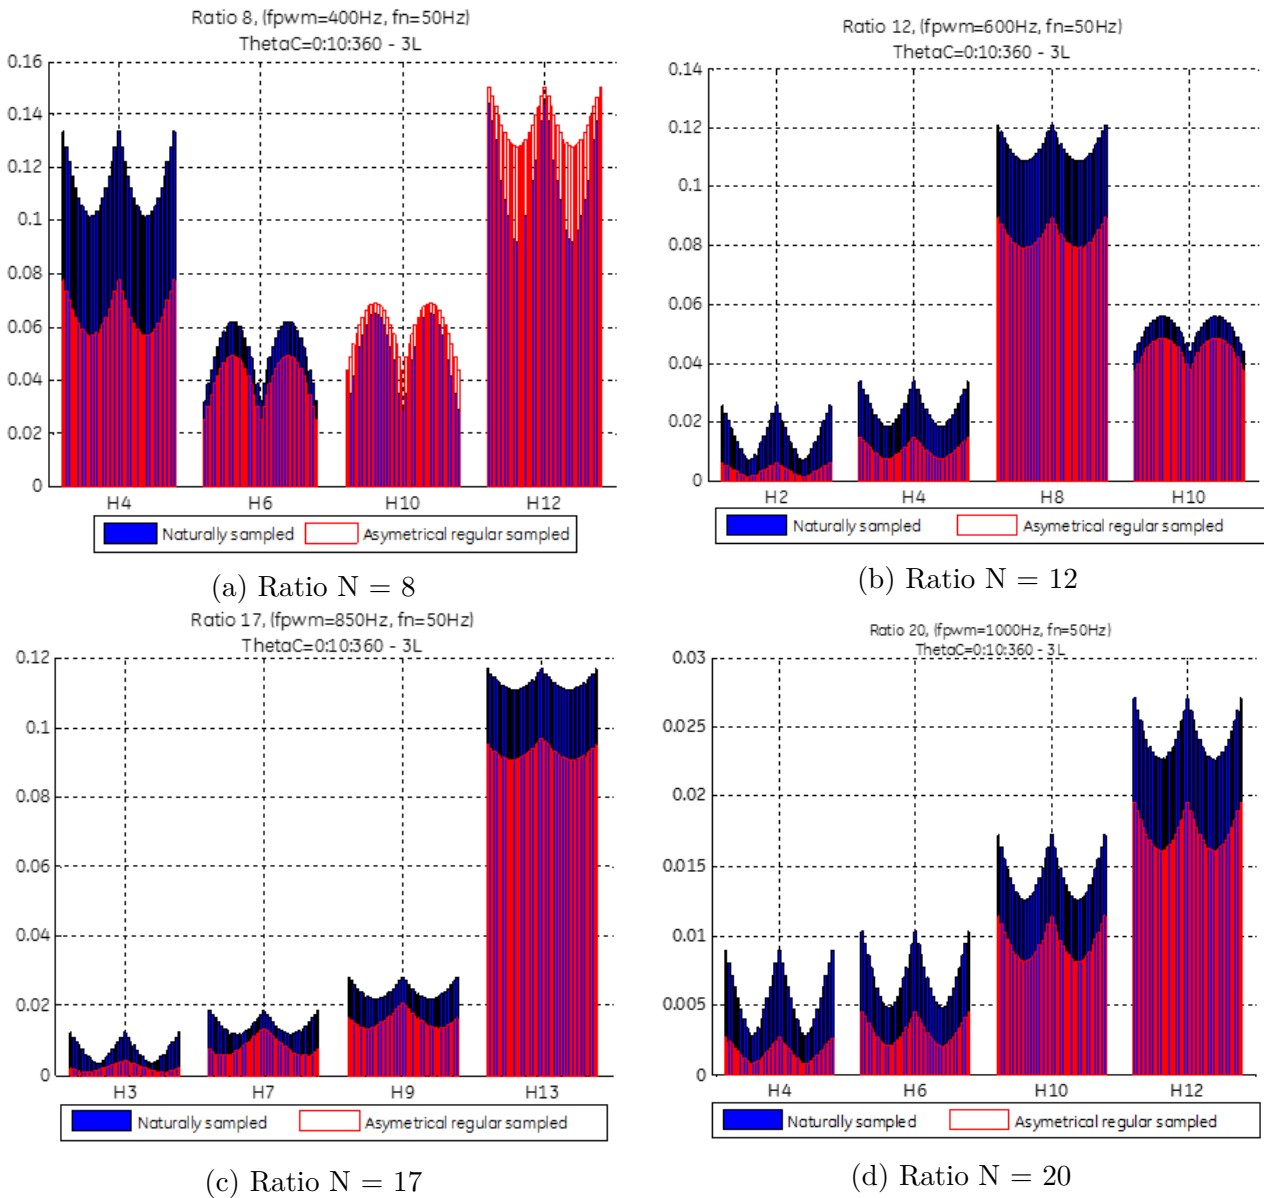 Ratio 8, (fpwm=400Hz, fn=50Hz)
ThetaC=0:10:360 - 3L
0.16
0.14
0.12
0.1
0.08
0.06
0.04
0.02
0
H4 H6 H10 H12
Naturally sampled Asymetrical regular sampled
(a) Ratio N = 8
Ratio 12, (fpwm=600Hz, fn=50Hz)
ThetaC=0:10:360 - 3L
0.14
0.12
0.1
0.08
0.06
0.04
0.02
0
H2 H4 H8 H10
Naturally sampled Asymetrical regular sampled
(b) Ratio N = 12
Ratio 17, (fpwm=850Hz, fn=50Hz)
ThetaC=0:10:360 - 3L
0.12
0.1
0.08
0.06
0.04
0.02
0
H3 H7 H9 H13
Naturally sampled Asymetrical regular sampled
(c) Ratio N = 17
Ratio 20, (fpwm=1000Hz, fn=50Hz)
ThetaC=0:10:360 - 3L
0.03
0.025
0.02
0.015
0.01
0.005
0
H4 H6 H10 H12
Naturally sampled Asymetrical regular sampled
(d) Ratio N = 20